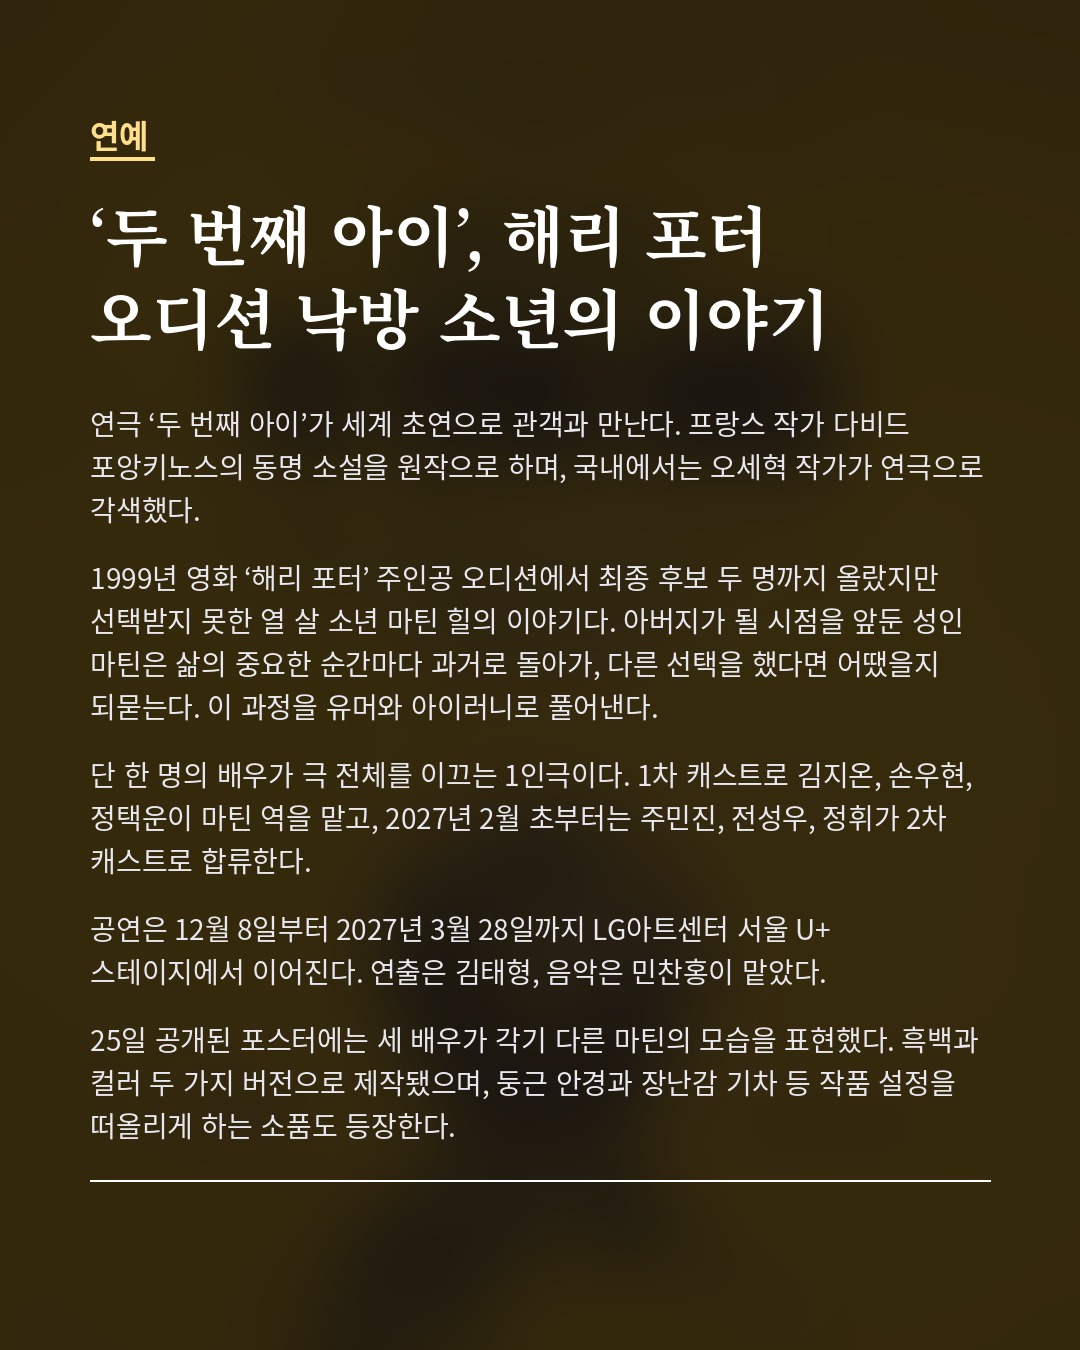 연예
‘두 번째 아이’, 해리 포터
오디션 낙방 소년의 이야기
연극 ‘두 번째 아이’가 세계 초연으로 관객과 만난다. 프랑스 작가 다비드
포앙키노스의 동명 소설을 원작으로 하며, 국내에서는 오세혁 작가가 연극으로
각색했다.
1999년 영화 ‘해리 포터’ 주인공 오디션에서 최종 후보 두 명까지 올랐지만
선택받지 못한 열 살 소년 마틴 힐의 이야기다. 아버지가 될 시점을 앞둔 성인
마틴은 삶의 중요한 순간마다 과거로 돌아가, 다른 선택을 했다면 어땠을지
되묻는다. 이 과정을 유머와 아이러니로 풀어낸다.
단 한 명의 배우가 극 전체를 이끄는 1인극이다. 1차 캐스트로 김지온, 손우현,
정택운이 마틴 역을 맡고, 2027년 2월 초부터는 주민진, 전성우, 정휘가 2차
캐스트로 합류한다.
공연은 12월 8일부터 2027년 3월 28일까지 LG아트센터 서울 U+
스테이지에서 이어진다. 연출은 김태형, 음악은 민찬홍이 맡았다.
25일 공개된 포스터에는 세 배우가 각기 다른 마틴의 모습을 표현했다. 흑백과
컬러 두 가지 버전으로 제작됐으며, 둥근 안경과 장난감 기차 등 작품 설정을
떠올리게 하는 소품도 등장한다.